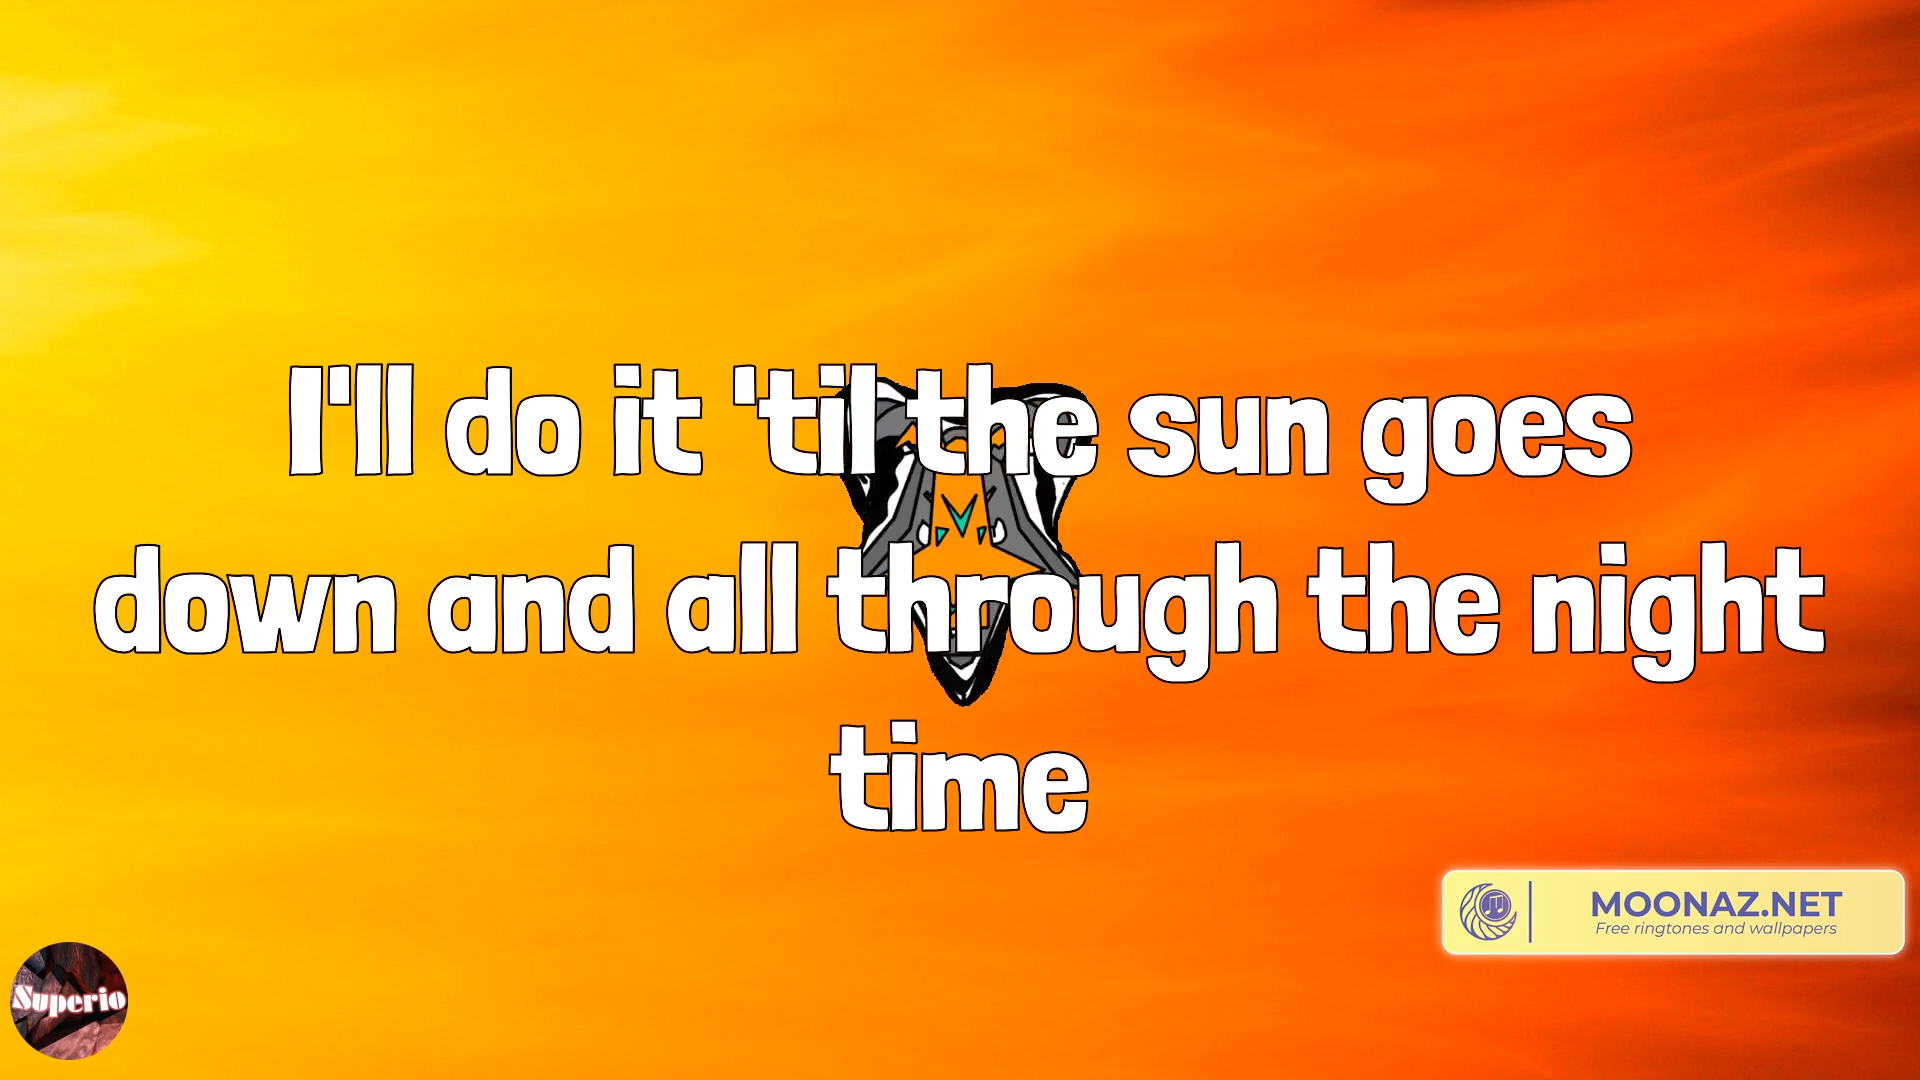 I'll do it 'til the sun goes
down and all through the night
time
MOONAZ.NET
Free ringtones and wallpapers
Superio